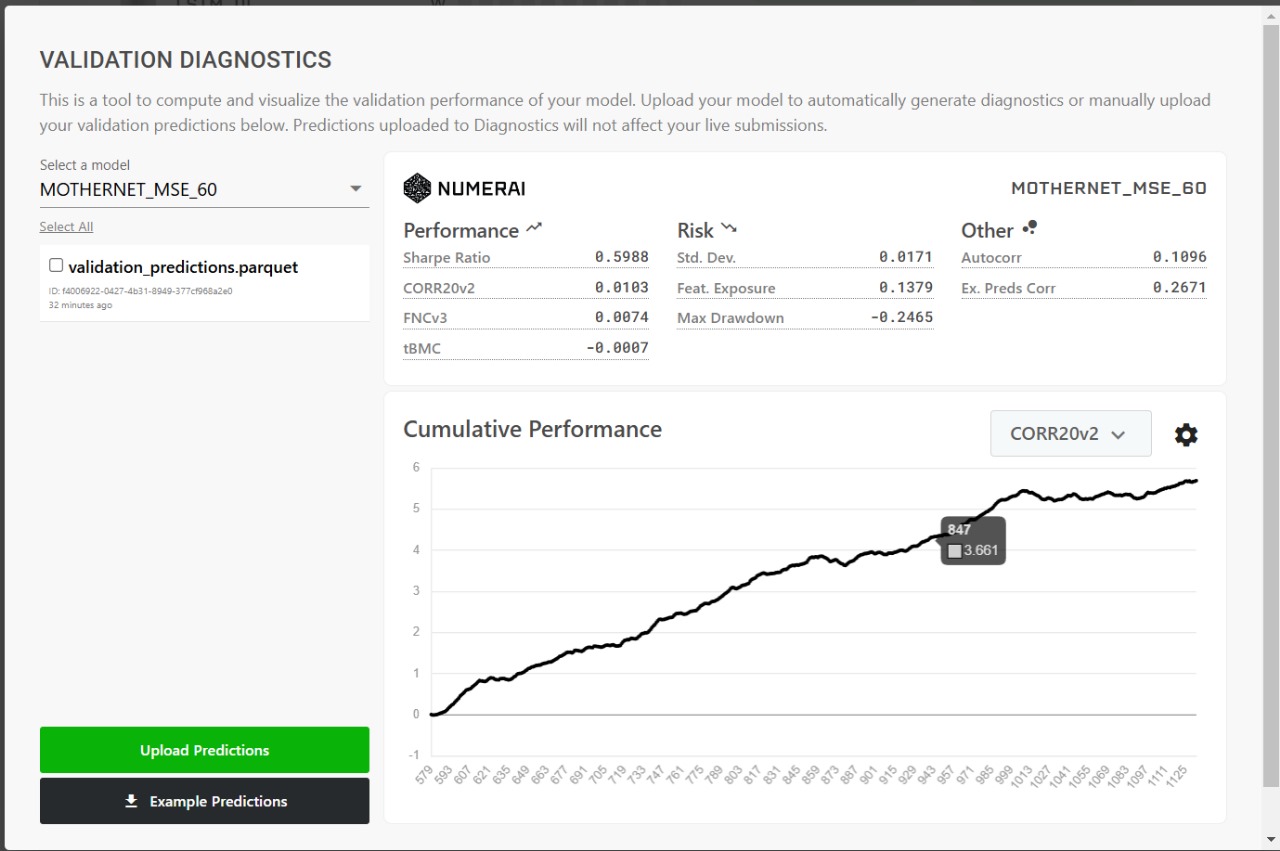 VALIDATION DIAGNOSTICS
This is a tool to compute and visualize the validation performance of your model. Upload your model to automatically generate diagnostics or manually upload
your validation predictions below. Predictions uploaded to Diagnostics will not affect your live submissions.
Select a model
MOTHERNET_MSE_60
Select All
validation_predictions.parquet
ID: f4006922-0427-4b31-8949-377cf968a2e0
32 minutes ago
Upload Predictions
Example Predictions
NUMERAI
MOTHERNET_MSE_60
Performance
Sharpe Ratio 0.5988
CORR20v2 0.0103
FNCv3 0.0074
tBMC -0.0007
Risk
Std. Dev. 0.0171
Feat. Exposure 0.1379
Max Drawdown -0.2465
Other
Autocorr 0.1096
Ex. Preds Corr 0.2671
Cumulative Performance
CORR20v2
6
5
4
3
2
1
0
-1
847
3.661
579 593 607 621 635 649 663 677 691 705 719 733 747 761 775 789 803 817 831 845 859 873 887 901 915 929 943 957 971 985 999 1013 1027 1041 1055 1069 1083 1097 1111 1125